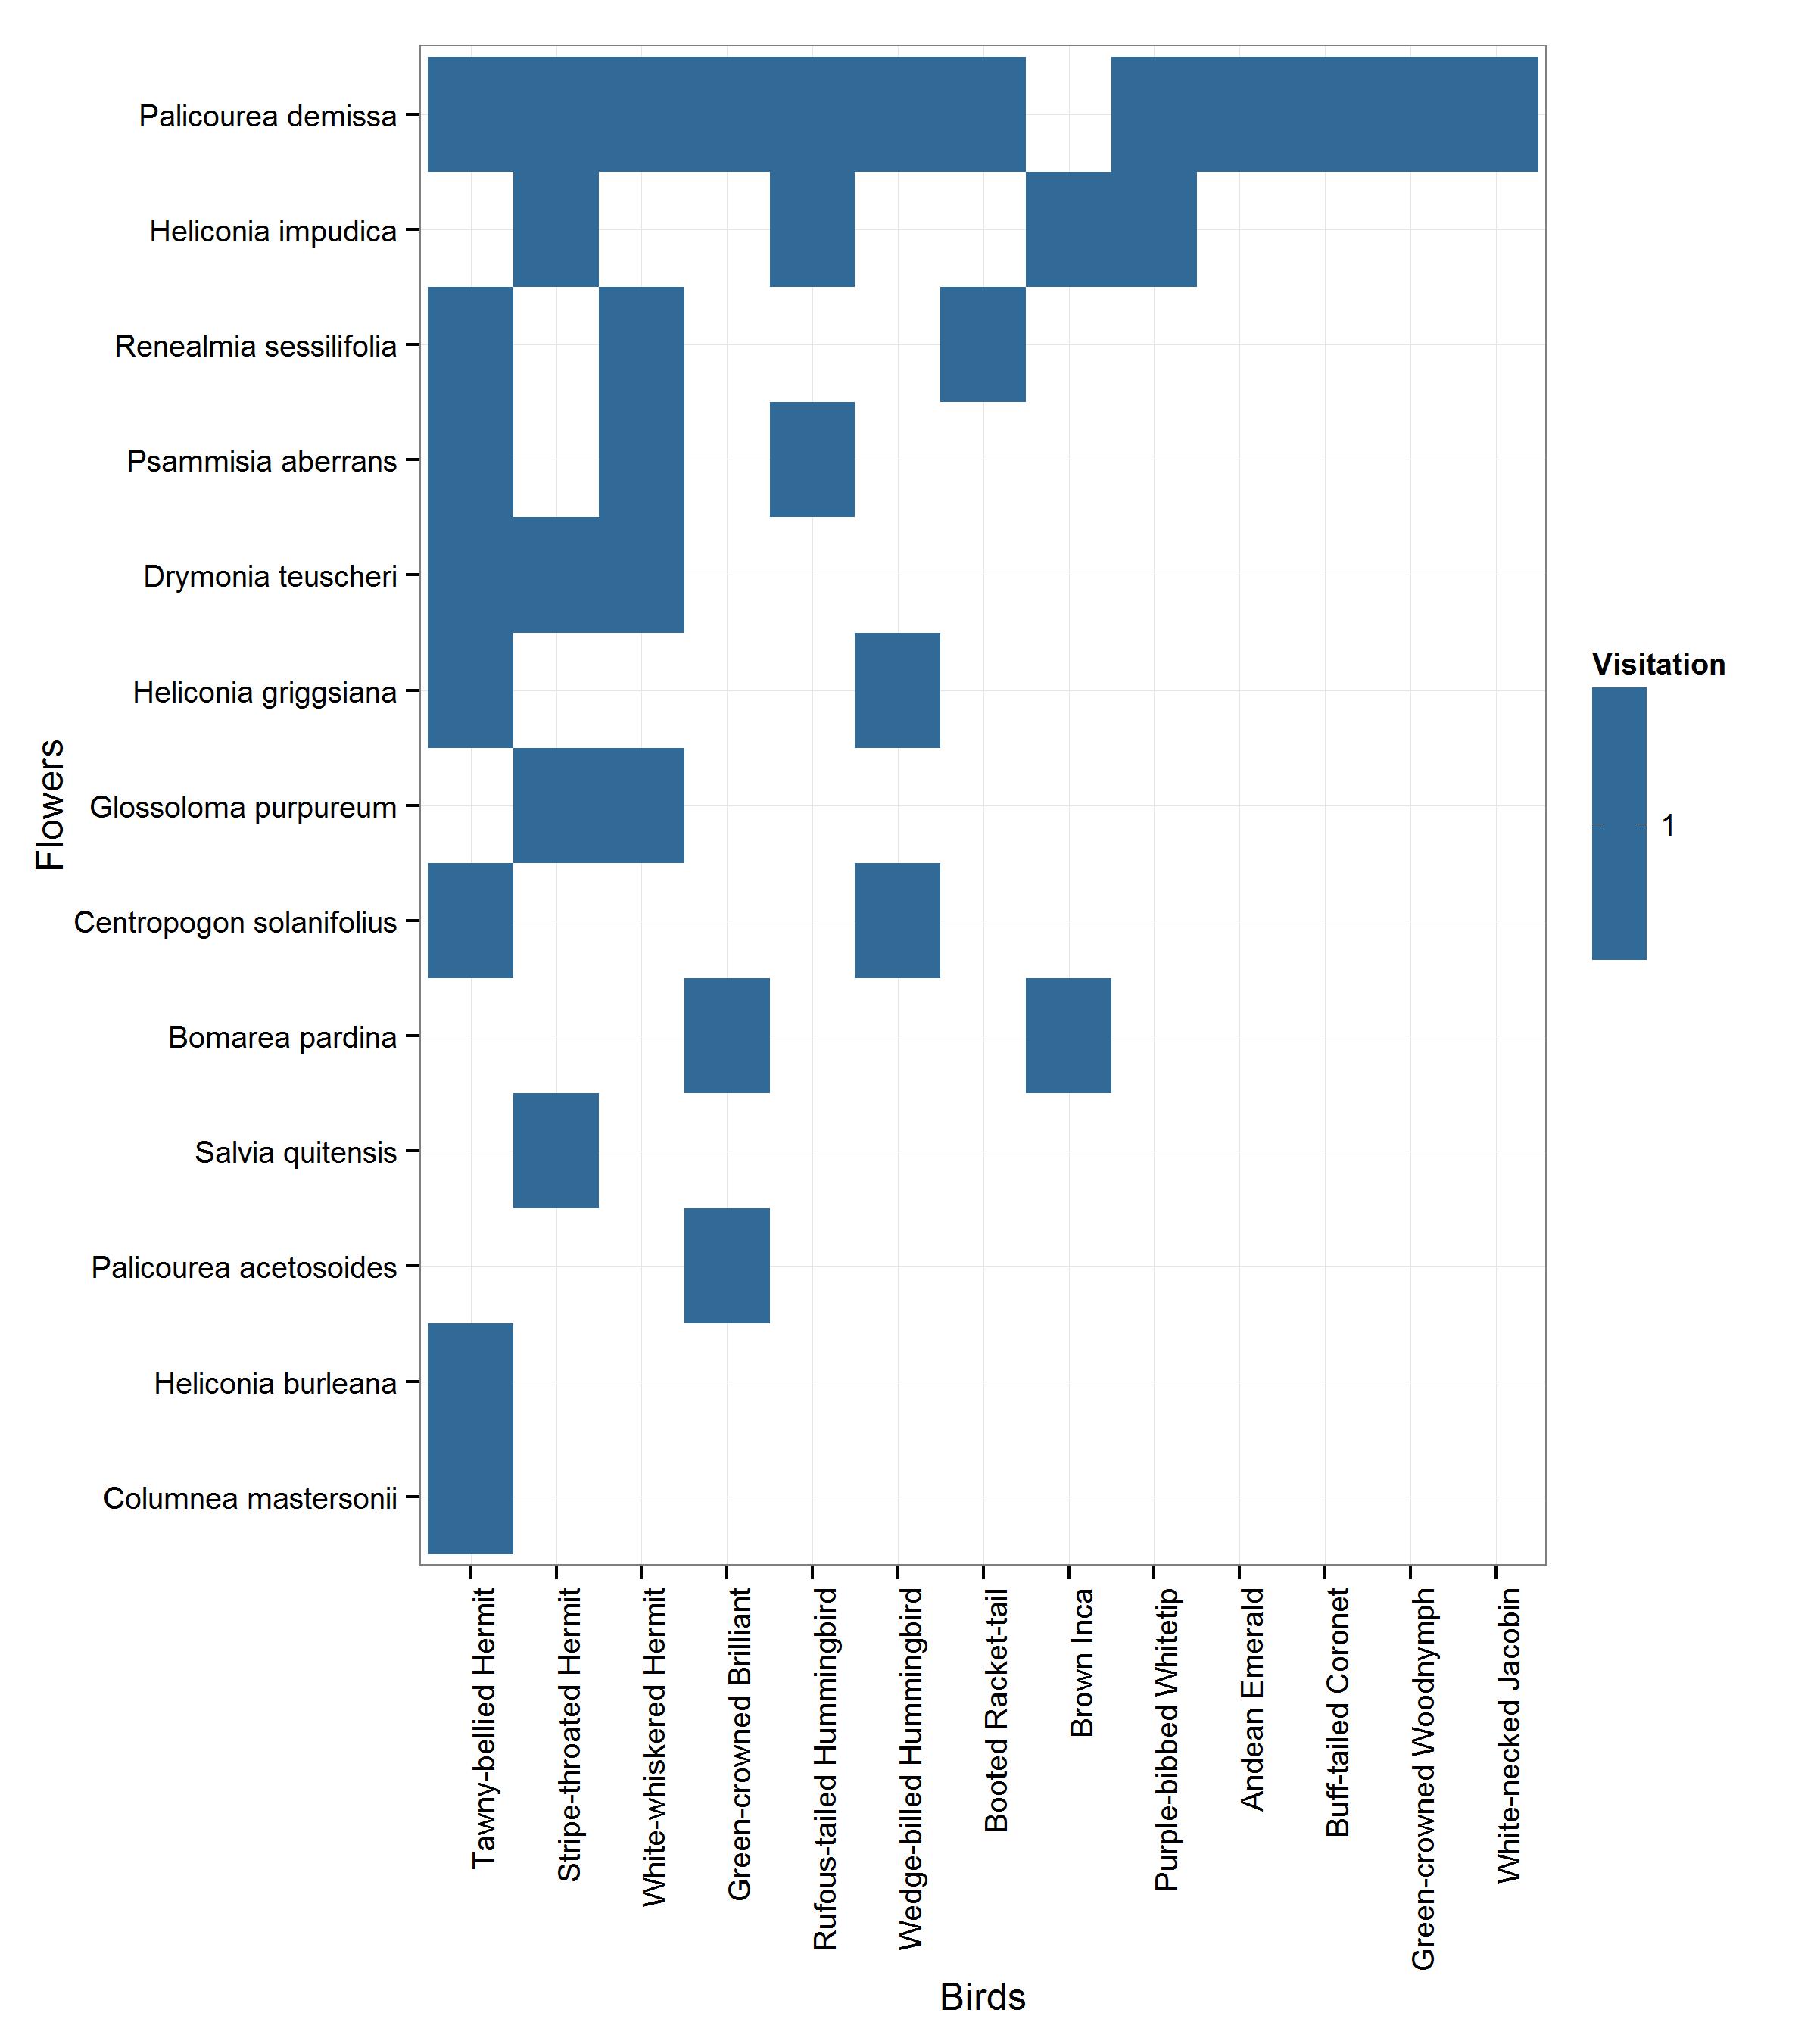 Palicourea demissa
Heliconia impudica
Renealmia sessilifolia
Psammisia aberrans
Drymonia teuscheri
Heliconia griggsiana
Glossoloma purpureum
Centropogon solanifolius
Bomarea pardina
Salvia quitensis
Palicourea acetosoides
Heliconia burleana
Columnea mastersonii
Flowers
Tawny-bellied Hermit
Stripe-throated Hermit
White-whiskered Hermit
Green-crowned Brilliant
Rufous-tailed Hummingbird
Wedge-billed Hummingbird
Booted Racket-tail
Brown Inca
Purple-bibbed Whitetip
Andean Emerald
Buff-tailed Coronet
Green-crowned Woodnymph
White-necked Jacobin
Birds
Visitation
1